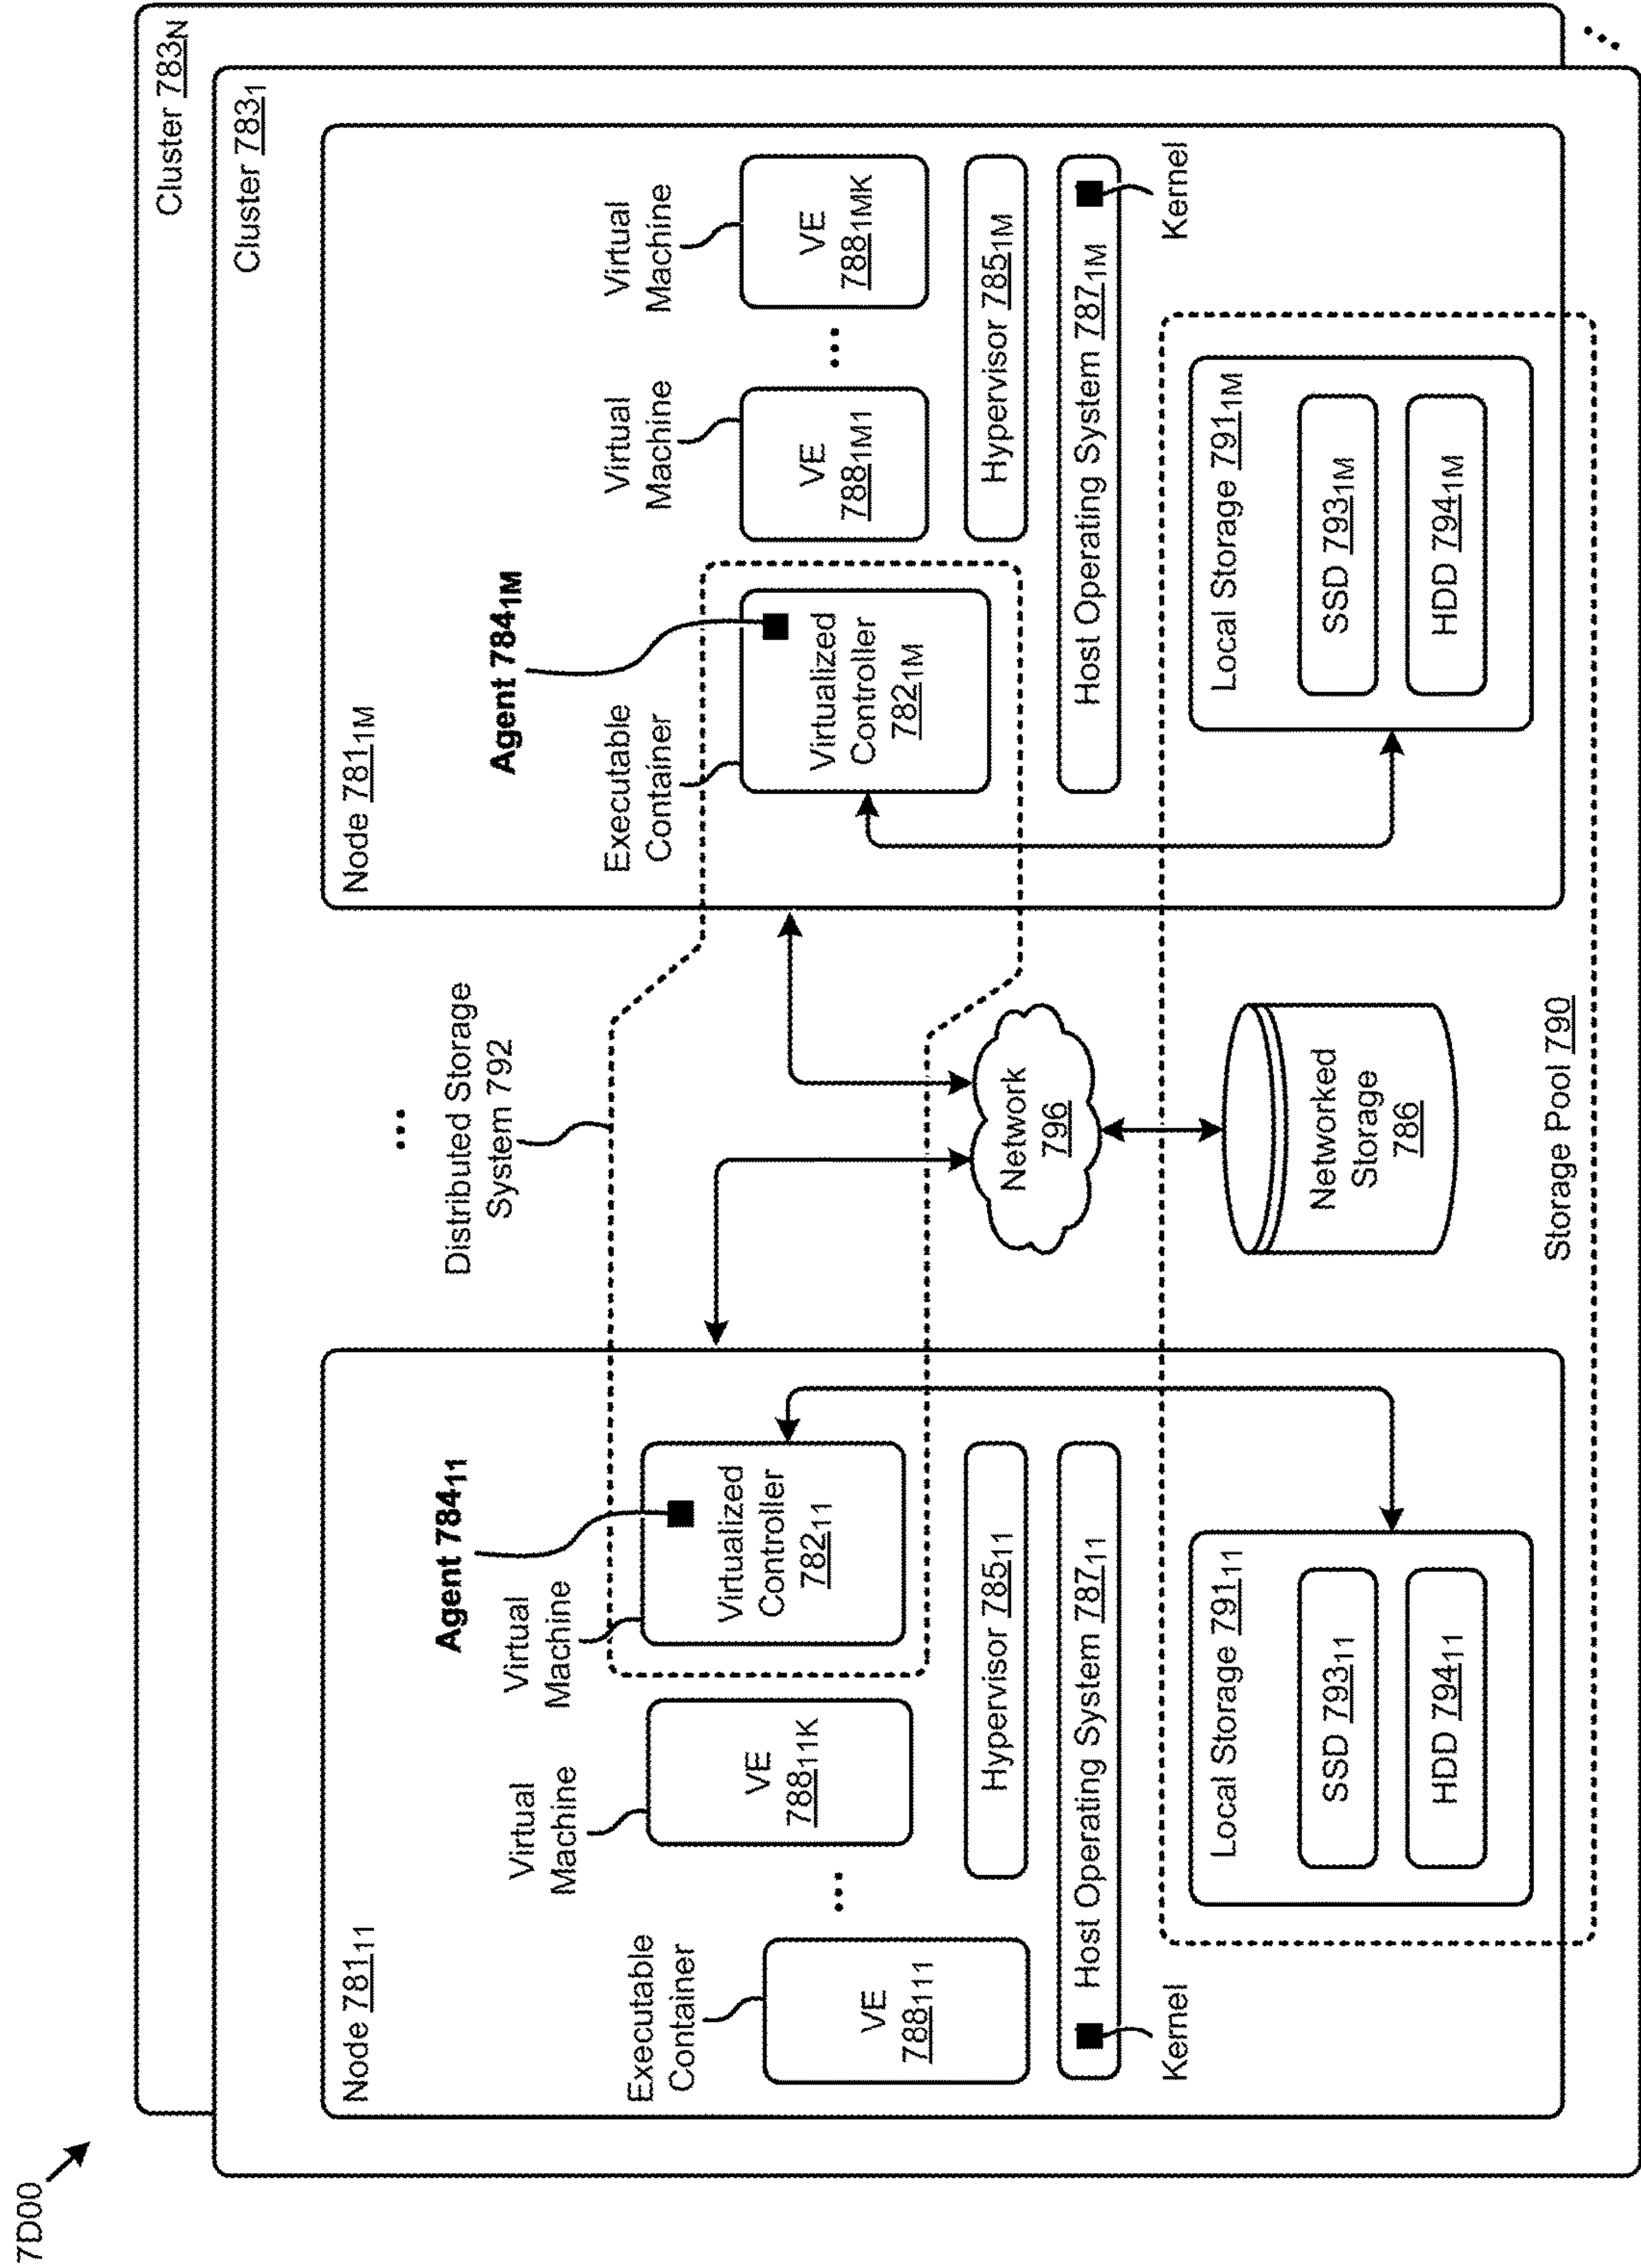 7D00
Cluster 783N
Cluster 7831
Node 78111
Agent 78411
Virtual
Machine
Virtualized
Controller
78211
Virtual
Machine
VE
78811K
...
Executable
Container
VE
788111
Hypervisor 78511
Host Operating System 78711
Kernel
Local Storage 79111
SSD 79311
HDD 79411
...
Distributed Storage
System 792
Network
796
Networked
Storage
786
Storage Pool 790
Node 7811M
Agent 7841M
Executable
Container
Virtualized
Controller
7821M
Virtual
Machine
VE
7881M1
...
Virtual
Machine
VE
7881MK
Hypervisor 7851M
Host Operating System 7871M
Kernel
Local Storage 7911M
SSD 7931M
HDD 7941M
...